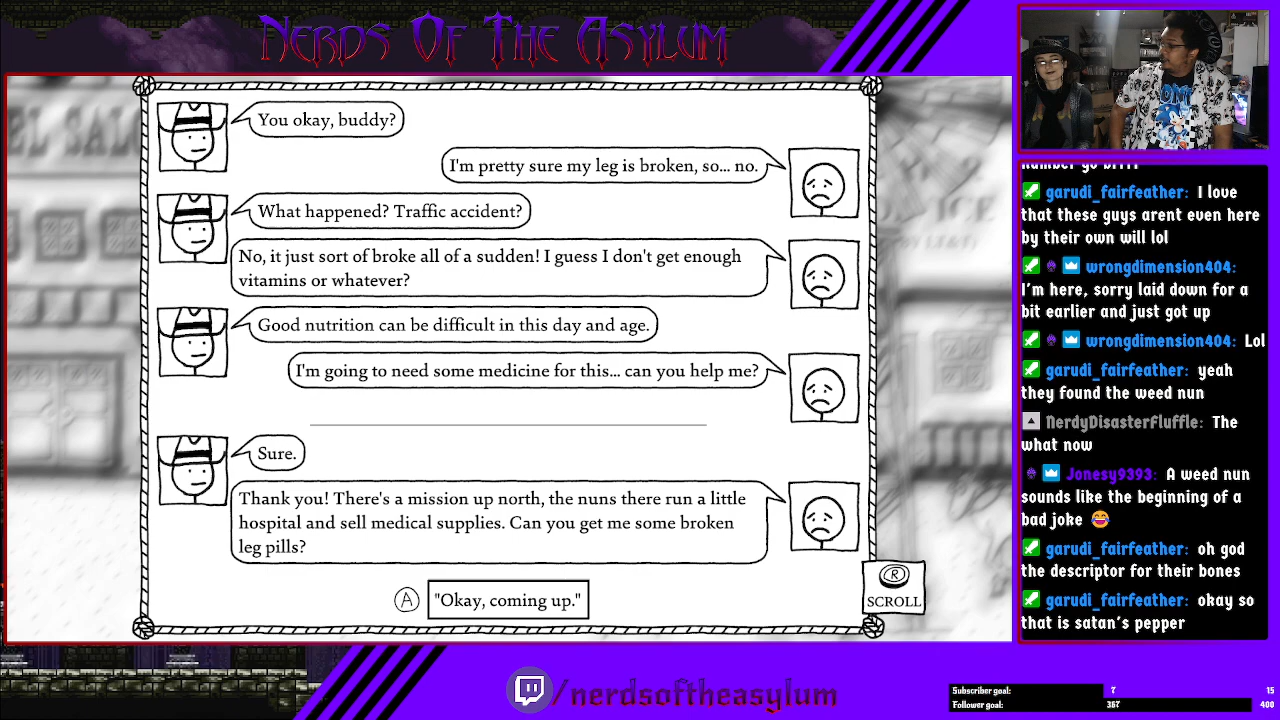 Nerds Of The Asylum
You okay, buddy?
I'm pretty sure my leg is broken, so... no.
What happened? Traffic accident?
No, it just sort of broke all of a sudden! I guess I don't get enough
vitamins or whatever?
Good nutrition can be difficult in this day and age.
I'm going to need some medicine for this... can you help me?
Sure.
Thank you! There's a mission up north, the nuns there run a little
hospital and sell medical supplies. Can you get me some broken
leg pills?
A "Okay, coming up."
R
SCROLL
garudi_fairfeather: I love
that these guys arent even here
by their own will lol
wrongdimension404:
I'm here, sorry laid down for a
bit earlier and just got up
wrongdimension404: Lol
garudi_fairfeather: yeah
they found the weed nun
NerdyDisasterFluffle: The
what now
Jonesy9393: A weed nun
sounds like the beginning of a
bad joke 😂
garudi_fairfeather: oh god
the descriptor for their bones
garudi_fairfeather: okay so
that is satan's pepper
/nerdsoftheasylum
Subscriber goal: 7 15
Follower goal: 367 400